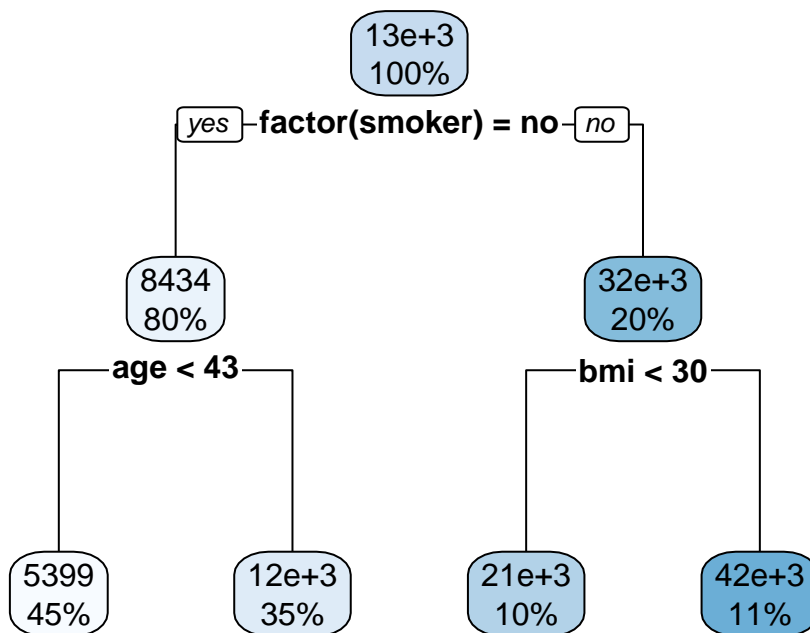 13e+3
100%
yes factor(smoker) = no no
8434
80%
32e+3
20%
age < 43
bmi < 30
5399
45%
12e+3
35%
21e+3
10%
42e+3
11%